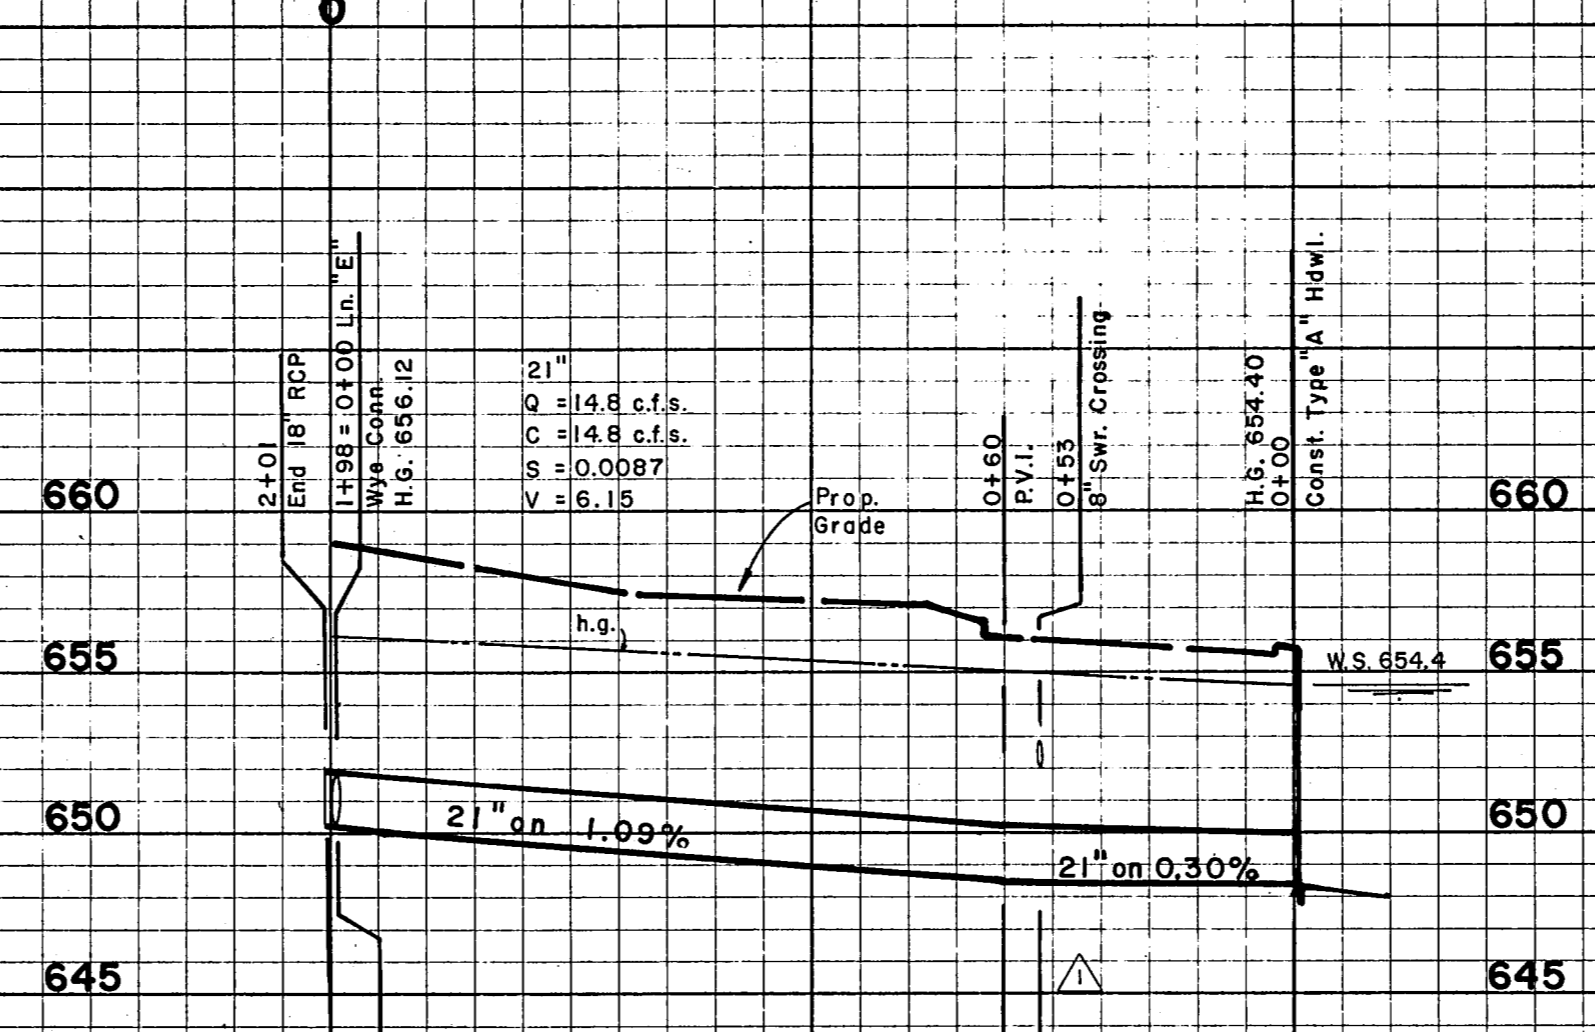 0
2+01
End 18" RCP
1+98 = 0+00 Ln. "E"
Wye Conn.
H.G. 656.12
21"
Q = 14.8 c.f.s.
C = 14.8 c.f.s.
S = 0.0087
V = 6.15
Prop.
Grade
0+60
P.V.I.
0+53
8" Swr. Crossing
H.G. 654.40
0+00
Const. Type "A" Hdwl.
660
660
h.g.
655
W.S. 654.4
655
650
21" on 1.09%
650
21" on 0.30%
645
1
645